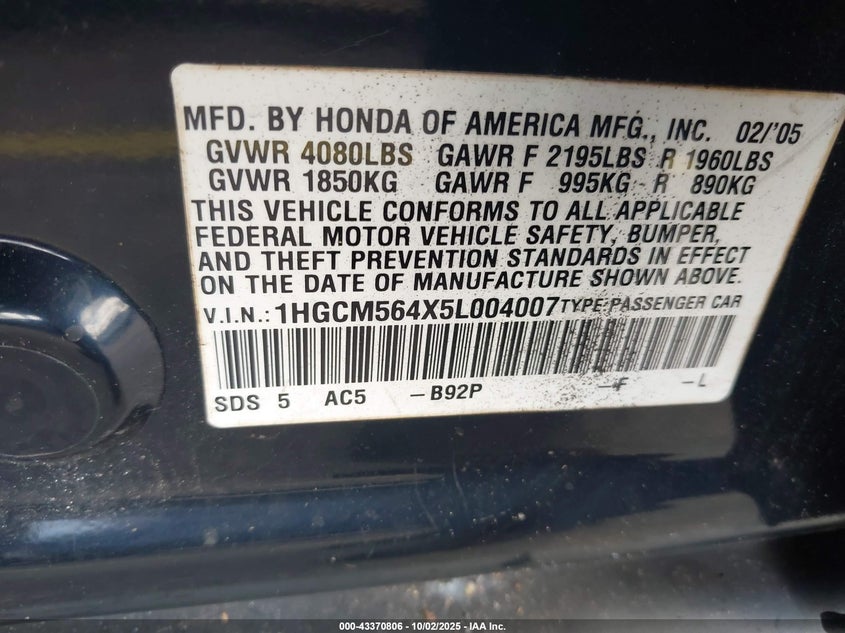 MFD. BY HONDA OF AMERICA MFG., INC. 02/'05
GVWR 4080LBS GAWR F 2195LBS R 1960LBS
GVWR 1850KG GAWR F 995KG R 890KG
THIS VEHICLE CONFORMS TO ALL APPLICABLE
FEDERAL MOTOR VEHICLE SAFETY, BUMPER,
AND THEFT PREVENTION STANDARDS IN EFFECT
ON THE DATE OF MANUFACTURE SHOWN ABOVE.
V.I.N.: 1HGCM564X5L004007 TYPE:PASSENGER CAR
SDS 5 AC5 -B92P -F -L
000-43370806 - 10/02/2025 - IAA Inc.